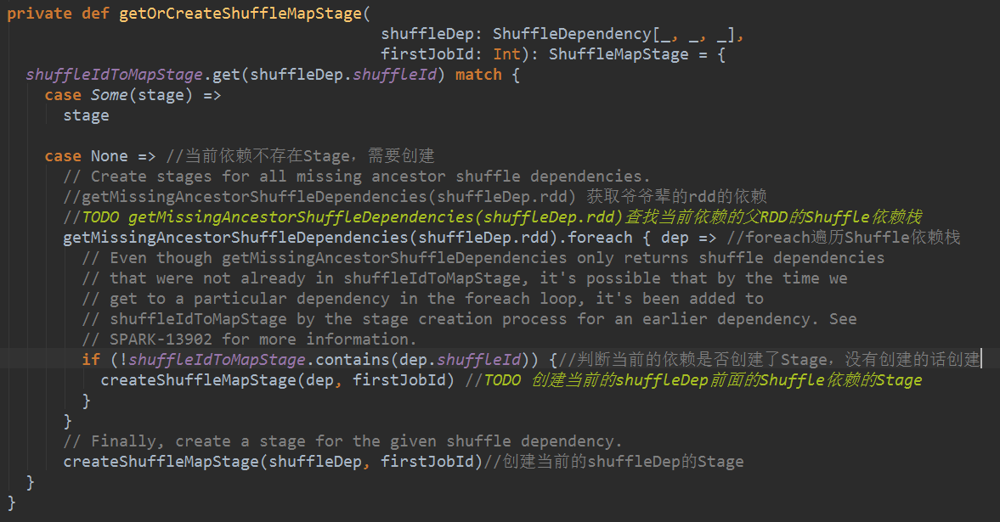 private def getOrCreateShuffleMapStage(
shuffleDep: ShuffleDependency[_, _, _],
firstJobId: Int): ShuffleMapStage = {
shuffleIdToMapStage.get(shuffleDep.shuffleId) match {
case Some(stage) =>
stage
case None => //当前依赖不存在Stage，需要创建
// Create stages for all missing ancestor shuffle dependencies.
//getMissingAncestorShuffleDependencies(shuffleDep.rdd) 获取爷爷辈的rdd的依赖
//TODO getMissingAncestorShuffleDependencies(shuffleDep.rdd)查找当前依赖的父RDD的Shuffle依赖栈
getMissingAncestorShuffleDependencies(shuffleDep.rdd).foreach { dep => //foreach遍历Shuffle依赖栈
// Even though getMissingAncestorShuffleDependencies only returns shuffle dependencies
// that were not already in shuffleIdToMapStage, it's possible that by the time we
// get to a particular dependency in the foreach loop, it's been added to
// shuffleIdToMapStage by the stage creation process for an earlier dependency. See
// SPARK-13902 for more information.
if (!shuffleIdToMapStage.contains(dep.shuffleId)) {//判断当前的依赖是否创建了Stage，没有创建的话创建
createShuffleMapStage(dep, firstJobId) //TODO 创建当前的shuffleDep前面的Shuffle依赖的Stage
}
}
// Finally, create a stage for the given shuffle dependency.
createShuffleMapStage(shuffleDep, firstJobId)//创建当前的shuffleDep的Stage
}
}